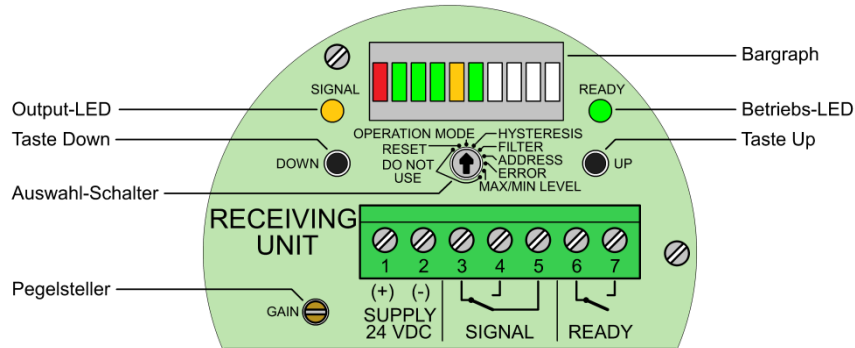 Bargraph
SIGNAL
READY
Output-LED
Betriebs-LED
Taste Down
Taste Up
OPERATION MODE
HYSTERESIS
RESET
FILTER
DOWN
DO NOT
USE
ADDRESS
ERROR
UP
MAX/MIN LEVEL
Auswahl-Schalter
RECEIVING
UNIT
1 2 3 4 5 6 7
(+) (-)
Pegelsteller
GAIN
SUPPLY
24 VDC
SIGNAL
READY